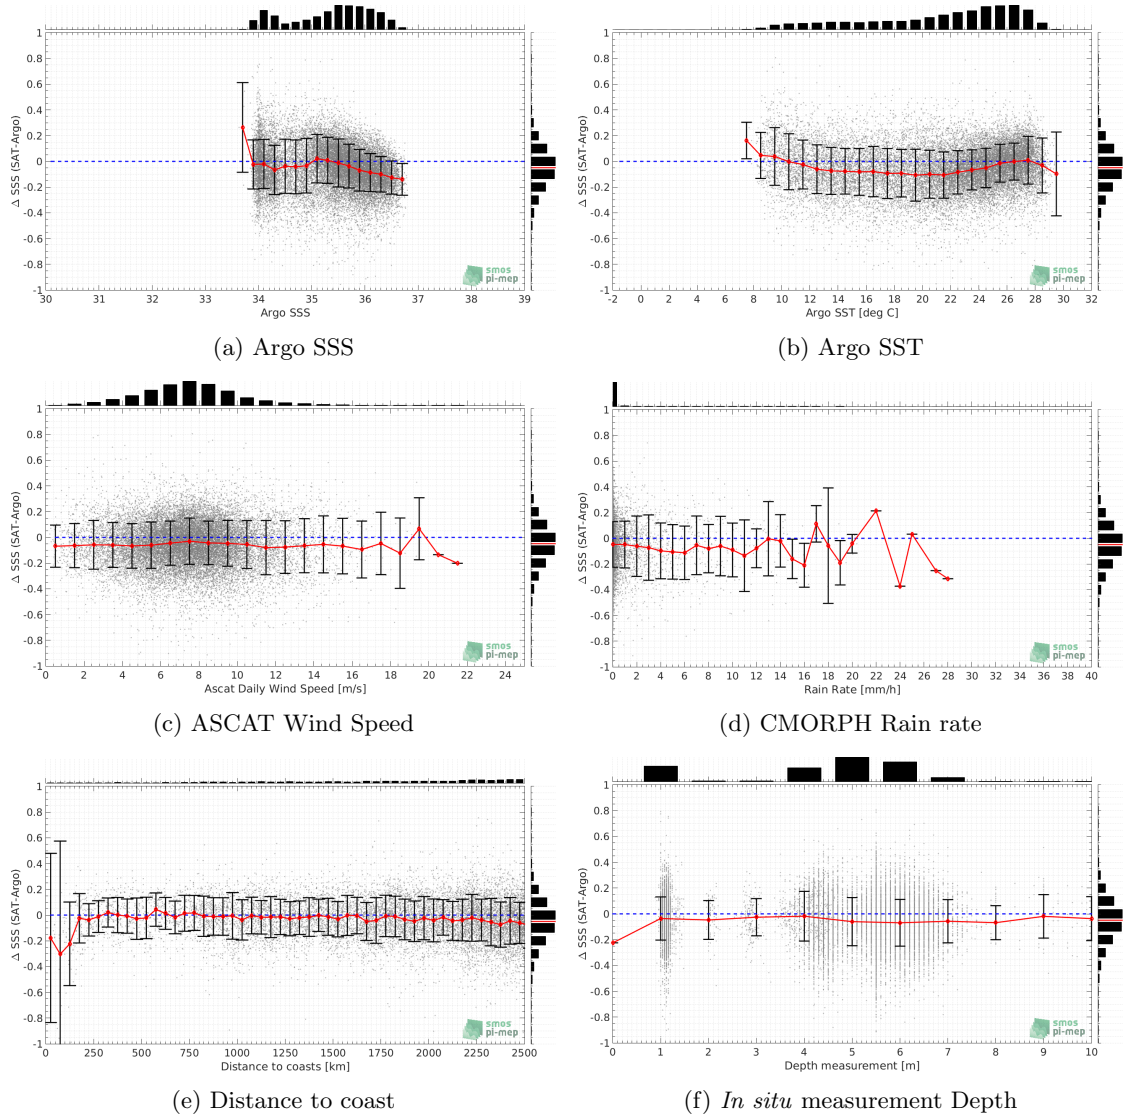 1
0.8
0.6
0.4
0.2
0
-0.2
-0.4
-0.6
-0.8
-1
Δ SSS (SAT-Argo)
smos
pi-mep
30 31 32 33 34 35 36 37 38 39
Argo SSS
(a) Argo SSS
1
0.8
0.6
0.4
0.2
0
-0.2
-0.4
-0.6
-0.8
-1
Δ SSS (SAT-Argo)
smos
pi-mep
-2 0 2 4 6 8 10 12 14 16 18 20 22 24 26 28 30 32
Argo SST [deg C]
(b) Argo SST
1
0.8
0.6
0.4
0.2
0
-0.2
-0.4
-0.6
-0.8
-1
Δ SSS (SAT-Argo)
smos
pi-mep
0 2 4 6 8 10 12 14 16 18 20 22 24
Ascat Daily Wind Speed [m/s]
(c) ASCAT Wind Speed
1
0.8
0.6
0.4
0.2
0
-0.2
-0.4
-0.6
-0.8
-1
Δ SSS (SAT-Argo)
smos
pi-mep
0 2 4 6 8 10 12 14 16 18 20 22 24 26 28 30 32 34 36 38 40
Rain Rate [mm/h]
(d) CMORPH Rain rate
1
0.8
0.6
0.4
0.2
0
-0.2
-0.4
-0.6
-0.8
-1
Δ SSS (SAT-Argo)
smos
pi-mep
0 250 500 750 1000 1250 1500 1750 2000 2250 2500
Distance to coasts [km]
(e) Distance to coast
1
0.8
0.6
0.4
0.2
0
-0.2
-0.4
-0.6
-0.8
-1
Δ SSS (SAT-Argo)
smos
pi-mep
0 1 2 3 4 5 6 7 8 9 10
Depth measurement [m]
(f) In situ measurement Depth